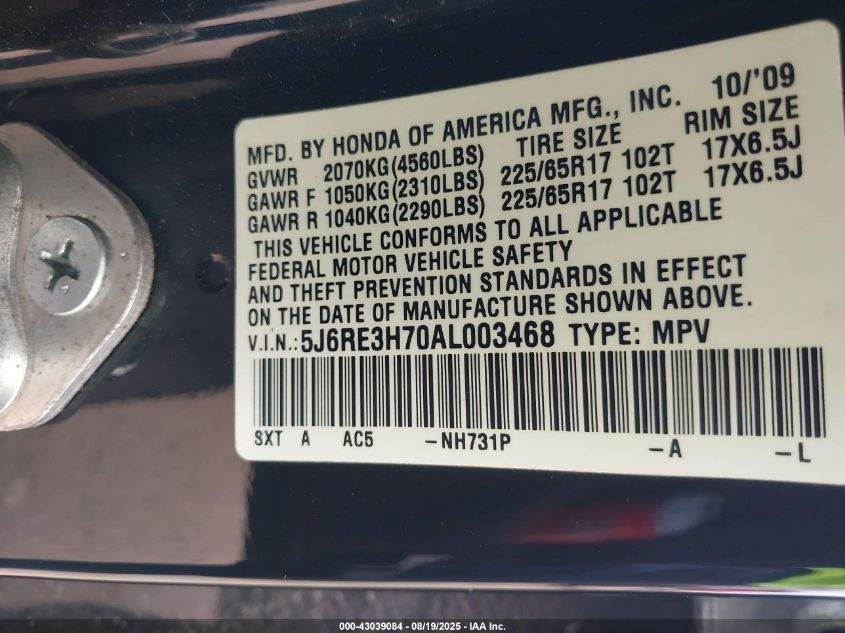 MFD. BY HONDA OF AMERICA MFG., INC. 10/'09
GVWR 2070KG(4560LBS) TIRE SIZE RIM SIZE
GAWR F 1050KG(2310LBS) 225/65R17 102T 17X6.5J
GAWR R 1040KG(2290LBS) 225/65R17 102T 17X6.5J
THIS VEHICLE CONFORMS TO ALL APPLICABLE
FEDERAL MOTOR VEHICLE SAFETY
AND THEFT PREVENTION STANDARDS IN EFFECT
ON THE DATE OF MANUFACTURE SHOWN ABOVE.
V.I.N.: 5J6RE3H70AL003468 TYPE: MPV
SXT A AC5 -NH731P -A -L
000-43039084 - 08/19/2025 - IAA Inc.